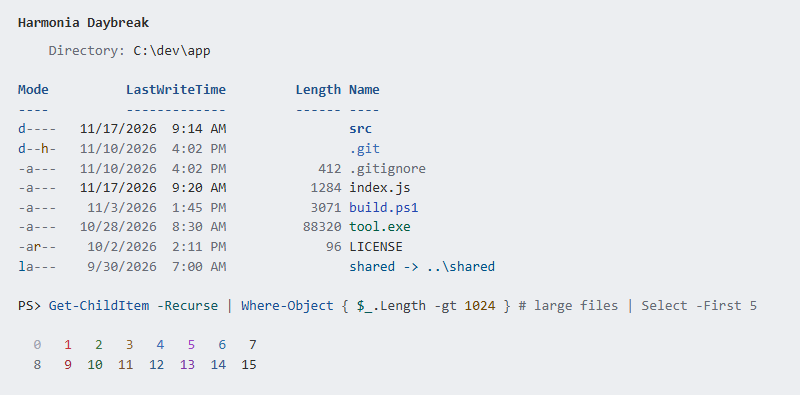 Harmonia Daybreak
Directory: C:\dev\app
Mode LastWriteTime Length Name
---- ------------- ------ ----
d---- 11/17/2026 9:14 AM src
d--h- 11/10/2026 4:02 PM .git
-a--- 11/10/2026 4:02 PM 412 .gitignore
-a--- 11/17/2026 9:20 AM 1284 index.js
-a--- 11/3/2026 1:45 PM 3071 build.ps1
-a--- 10/28/2026 8:30 AM 88320 tool.exe
-ar-- 10/2/2026 2:11 PM 96 LICENSE
la--- 9/30/2026 7:00 AM shared -> ..\shared
PS> Get-ChildItem -Recurse | Where-Object { $_.Length -gt 1024 } # large files | Select -First 5
0 1 2 3 4 5 6 7
8 9 10 11 12 13 14 15